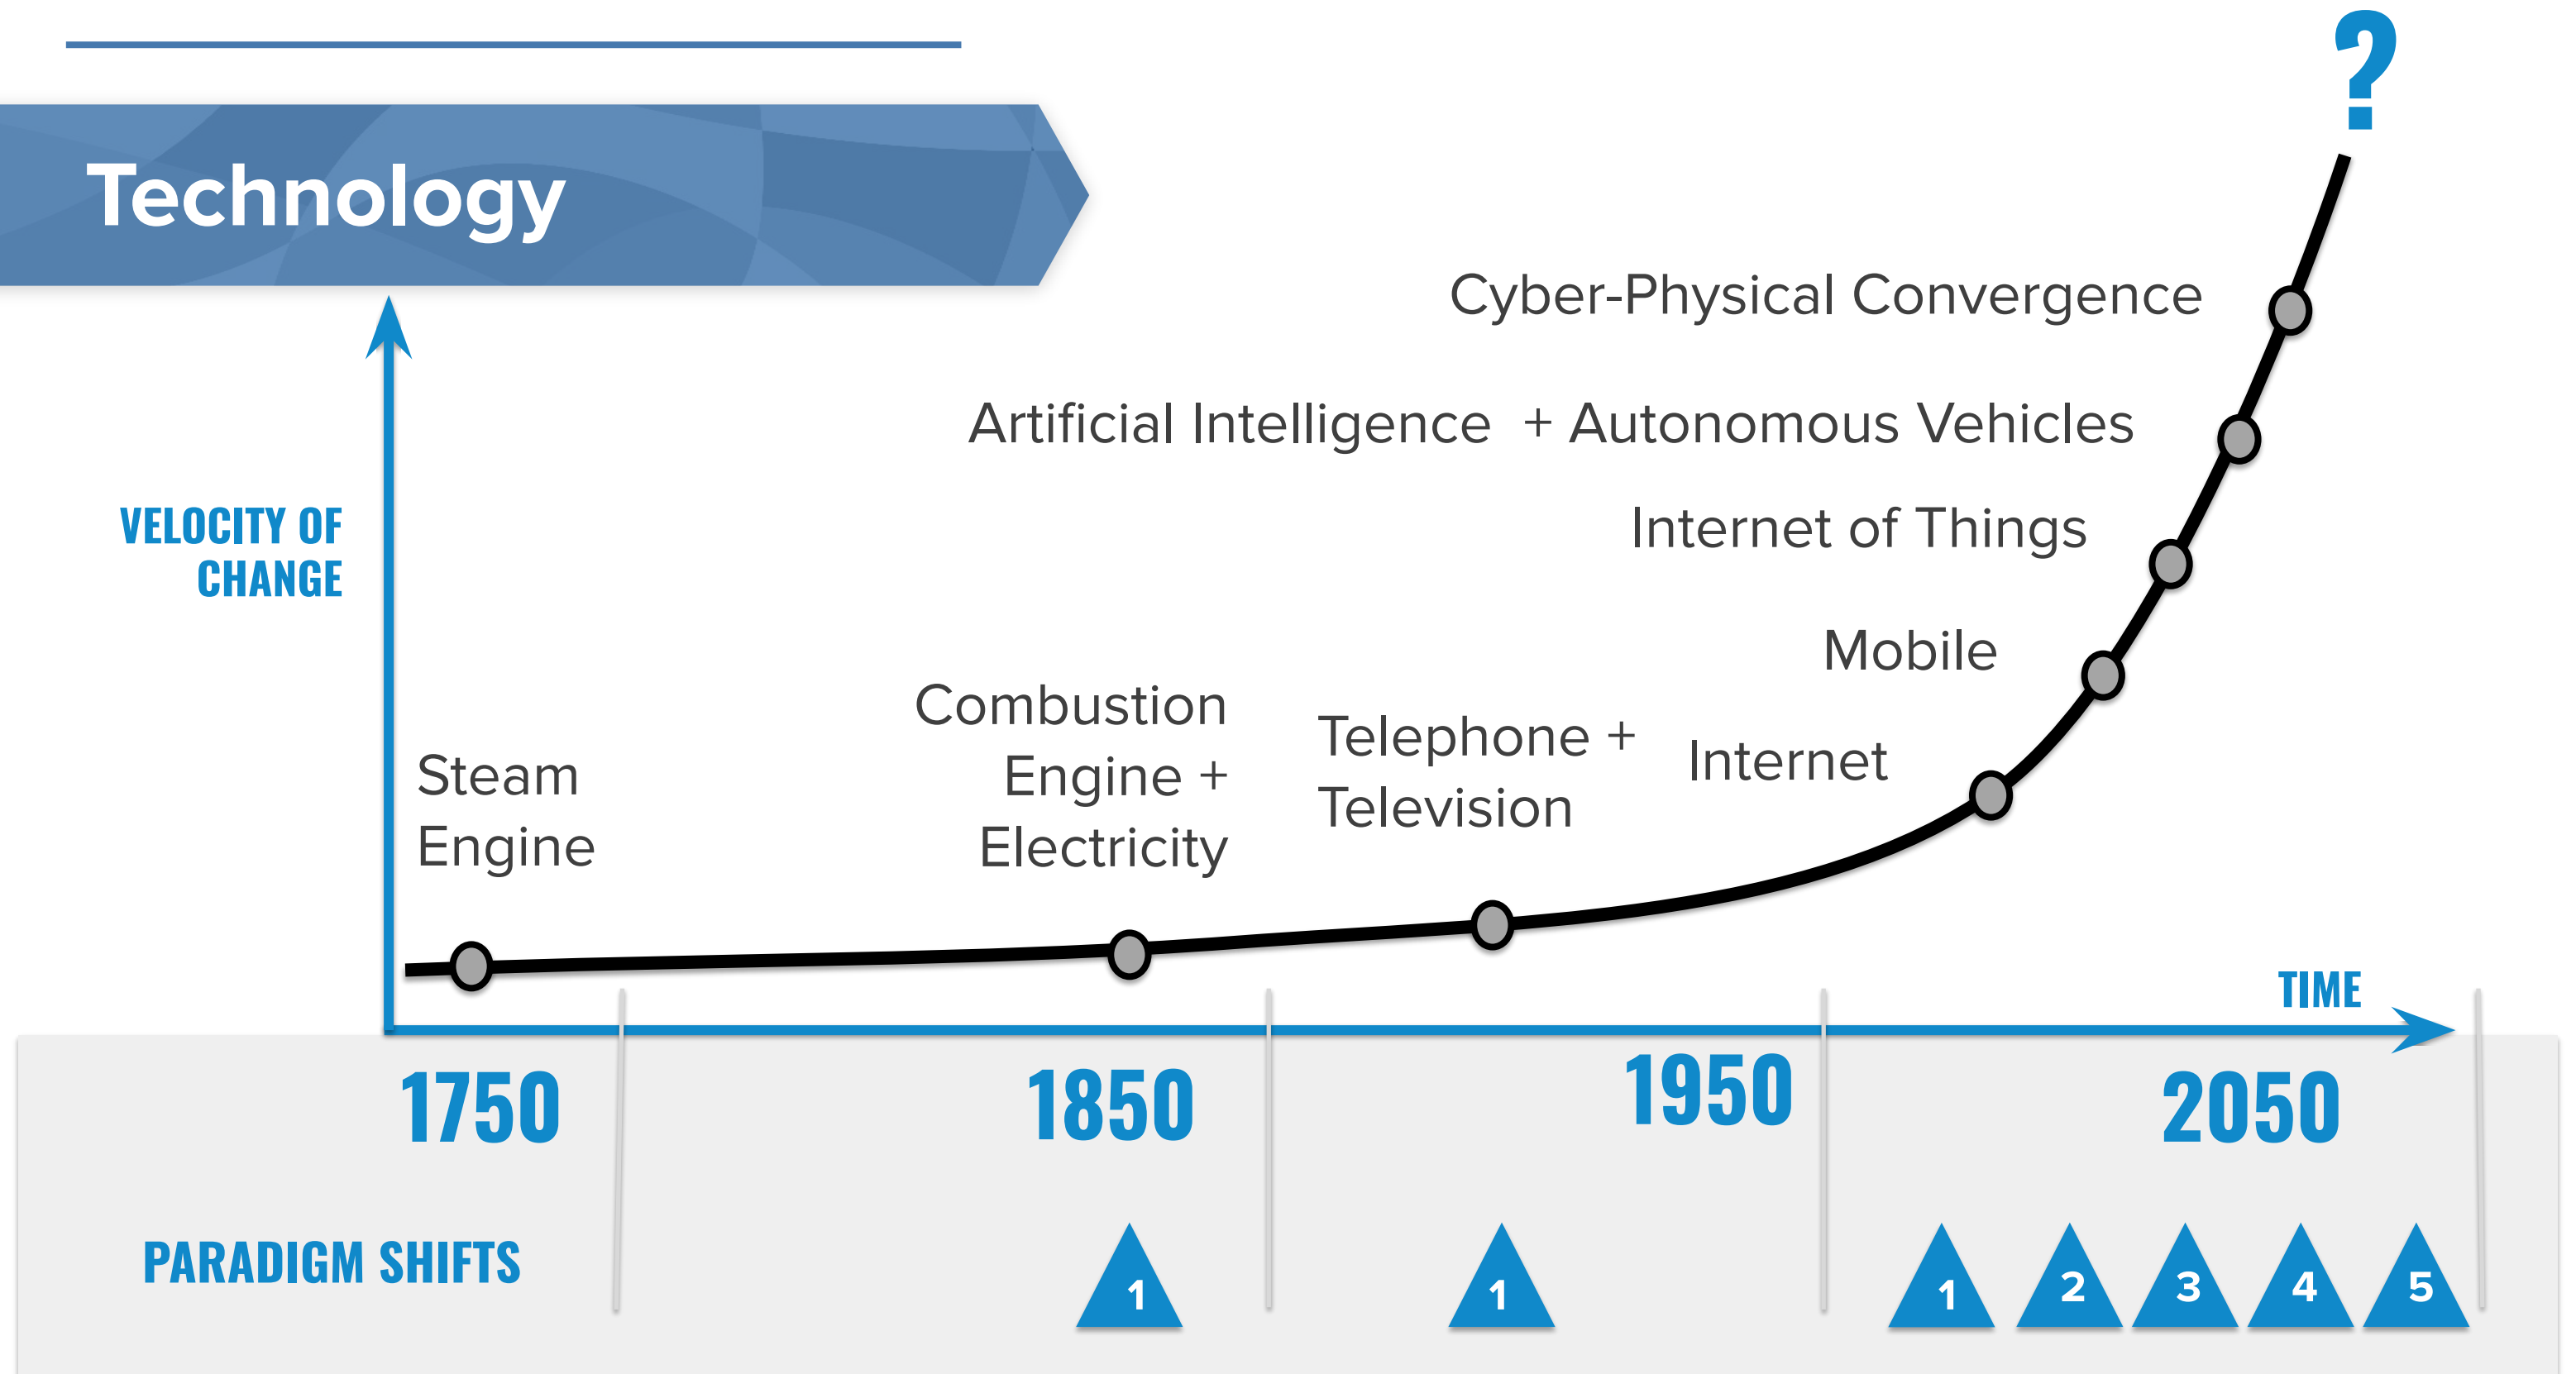 ?
Technology
Cyber-Physical Convergence
Artificial Intelligence + Autonomous Vehicles
VELOCITY OF
CHANGE
Internet of Things
Mobile
Steam
Engine
Combustion
Engine +
Electricity
Telephone +
Television
Internet
TIME
1750
1850
1950
2050
PARADIGM SHIFTS
1
1
1
2
3
4
5